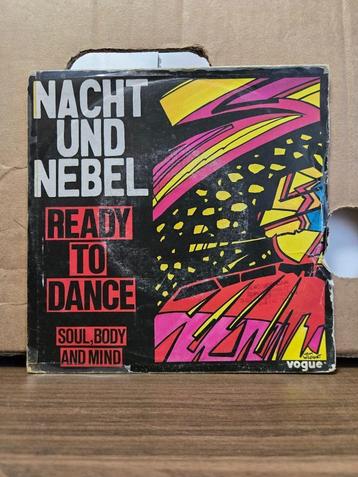 NACHT
UND
NEBEL
READY
TO
DANCE
SOUL, BODY
AND MIND
vogue